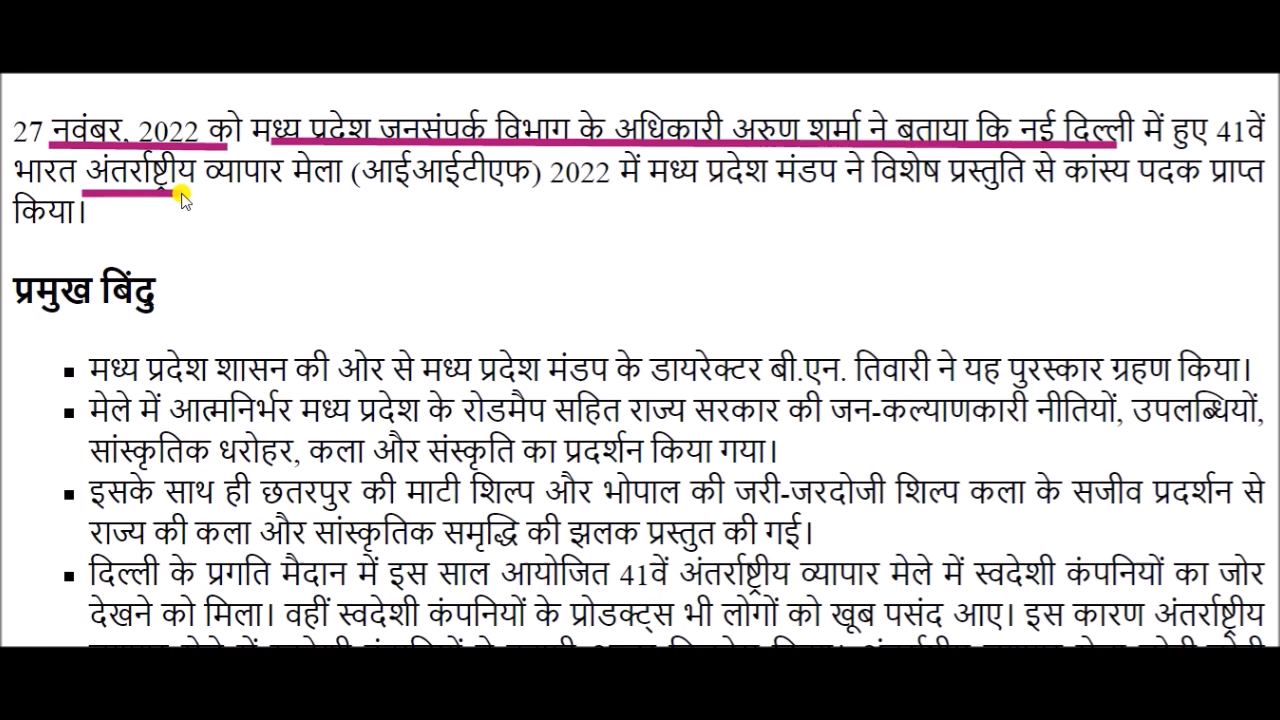 27 नवंबर, 2022 को मध्य प्रदेश जनसंपर्क विभाग के अधिकारी अरुण शर्मा ने बताया कि नई दिल्ली में हुए 41वें
भारत अंतर्राष्ट्रीय व्यापार मेला (आईआईटीएफ) 2022 में मध्य प्रदेश मंडप ने विशेष प्रस्तुति से कांस्य पदक प्राप्त
किया।
प्रमुख बिंदु
▪ मध्य प्रदेश शासन की ओर से मध्य प्रदेश मंडप के डायरेक्टर बी.एन. तिवारी ने यह पुरस्कार ग्रहण किया।
▪ मेले में आत्मनिर्भर मध्य प्रदेश के रोडमैप सहित राज्य सरकार की जन-कल्याणकारी नीतियों, उपलब्धियों,
सांस्कृतिक धरोहर, कला और संस्कृति का प्रदर्शन किया गया।
▪ इसके साथ ही छतरपुर की माटी शिल्प और भोपाल की जरी-जरदोजी शिल्प कला के सजीव प्रदर्शन से
राज्य की कला और सांस्कृतिक समृद्धि की झलक प्रस्तुत की गई।
▪ दिल्ली के प्रगति मैदान में इस साल आयोजित 41वें अंतर्राष्ट्रीय व्यापार मेले में स्वदेशी कंपनियों का जोर
देखने को मिला। वहीं स्वदेशी कंपनियों के प्रोडक्ट्स भी लोगों को खूब पसंद आए। इस कारण अंतर्राष्ट्रीय